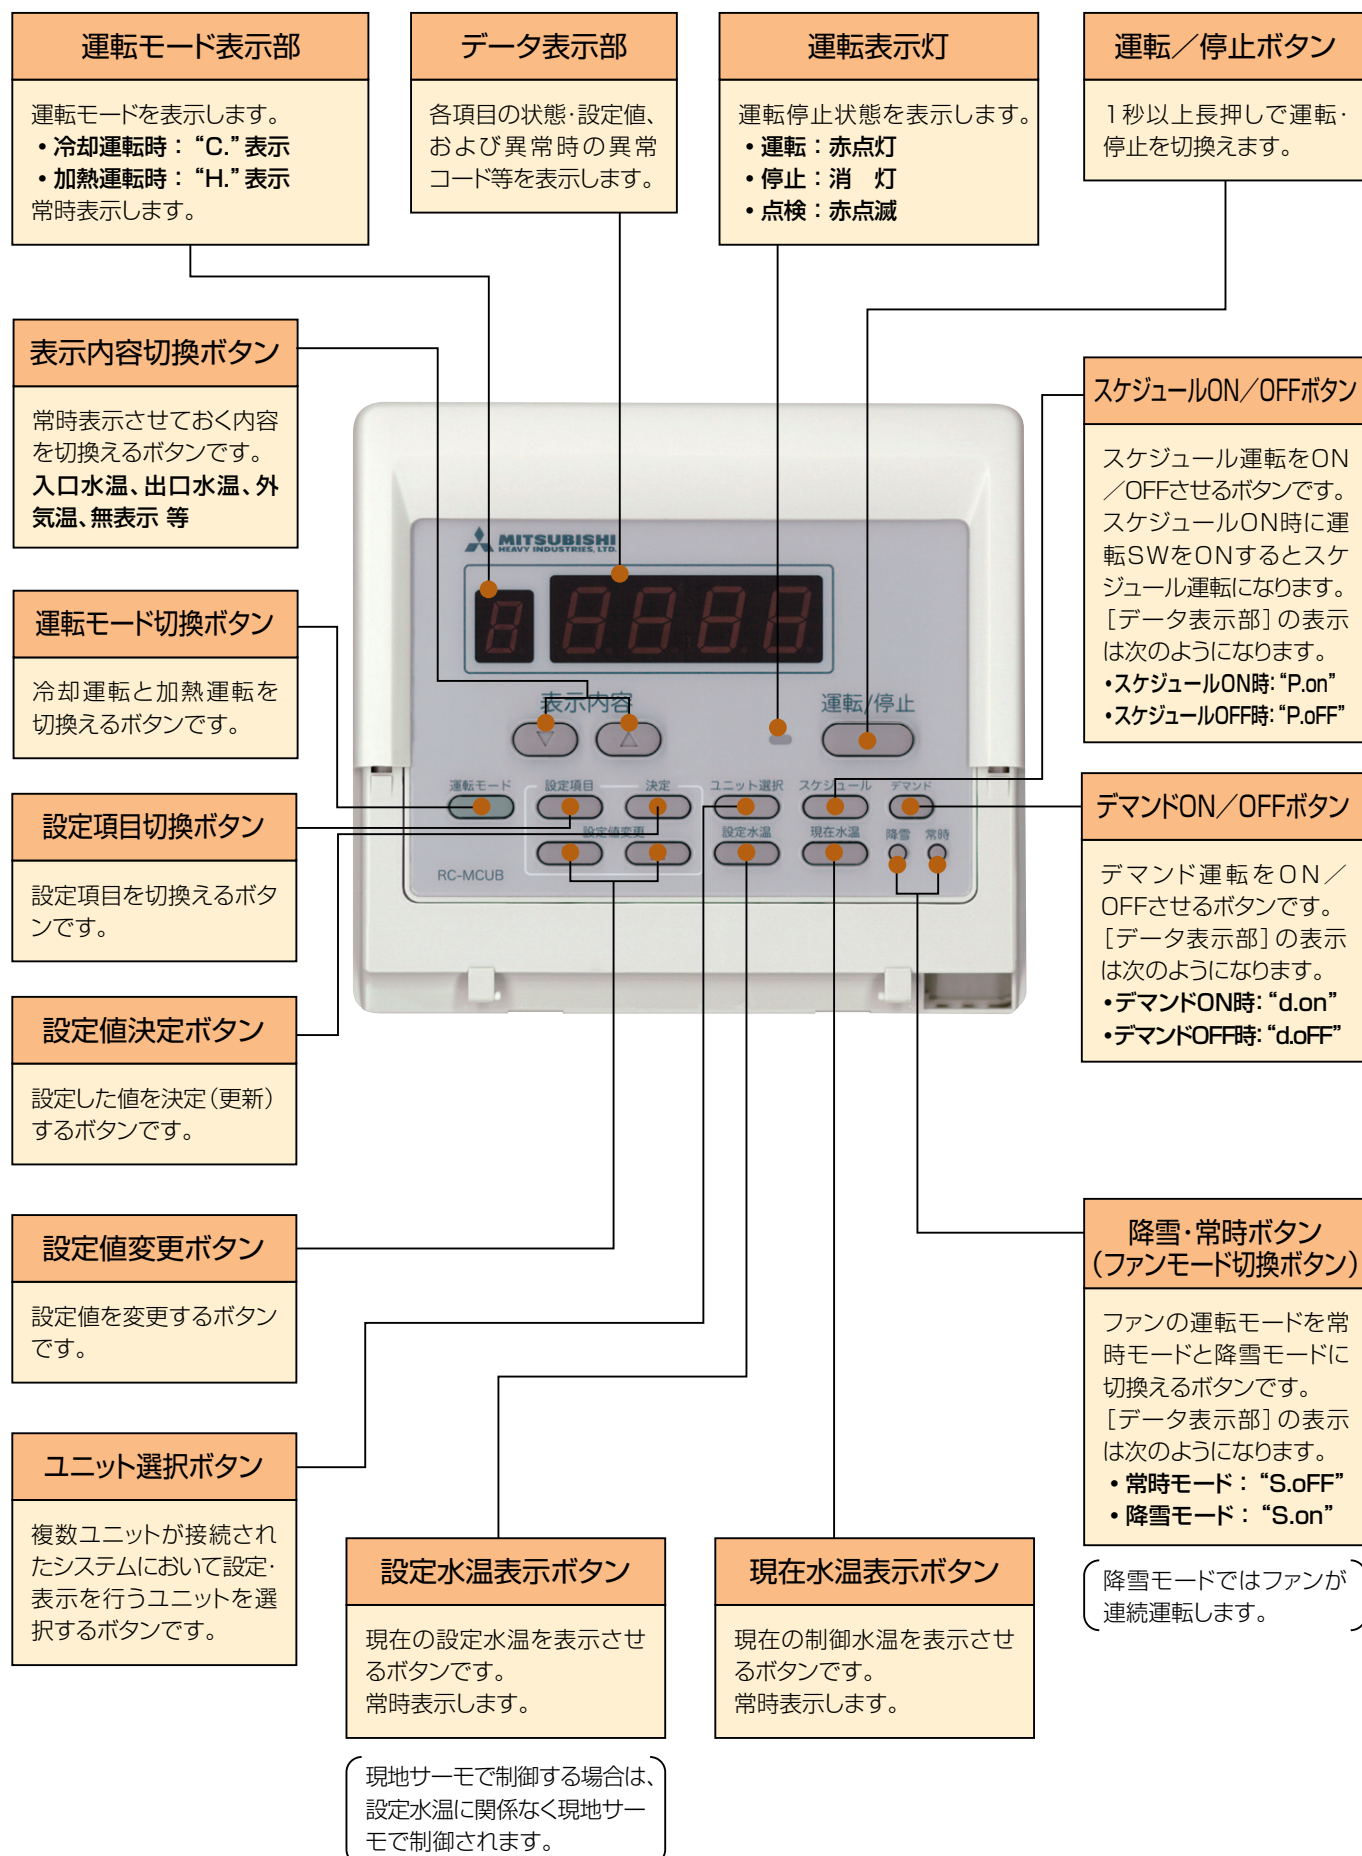 運転モード表示部
運転モードを表示します。
•冷却運転時：“C.”表示
•加熱運転時：“H.”表示
常時表示します。
データ表示部
各項目の状態・設定値、
および異常時の異常
コード等を表示します。
運転表示灯
運転停止状態を表示します。
•運転：赤点灯
•停止：消　灯
•点検：赤点滅
運転／停止ボタン
1秒以上長押しで運転・
停止を切換えます。
表示内容切換ボタン
常時表示させておく内容
を切換えるボタンです。
入口水温、出口水温、外
気温、無表示 等
運転モード切換ボタン
冷却運転と加熱運転を
切換えるボタンです。
設定項目切換ボタン
設定項目を切換えるボタ
ンです。
設定値決定ボタン
設定した値を決定（更新）
するボタンです。
設定値変更ボタン
設定値を変更するボタン
です。
ユニット選択ボタン
複数ユニットが接続され
たシステムにおいて設定・
表示を行うユニットを選
択するボタンです。
MITSUBISHI
HEAVY INDUSTRIES, LTD.
8
8888
表示内容
運転/停止
▽
△
運転モード
設定項目
決定
ユニット選択
スケジュール
デマンド
設定値変更
設定水温
現在水温
降雪
常時
RC-MCUB
スケジュールON／OFFボタン
スケジュール運転をON
／OFFさせるボタンです。
スケジュールON時に運
転SWをONするとスケ
ジュール運転になります。
［データ表示部］の表示
は次のようになります。
•スケジュールON時：“P.on”
•スケジュールOFF時：“P.oFF”
デマンドON／OFFボタン
デマンド運転をON／
OFFさせるボタンです。
［データ表示部］の表示
は次のようになります。
•デマンドON時：“d.on”
•デマンドOFF時：“d.oFF”
降雪・常時ボタン
（ファンモード切換ボタン）
ファンの運転モードを常
時モードと降雪モードに
切換えるボタンです。
［データ表示部］の表示
は次のようになります。
•常時モード：“S.oFF”
•降雪モード：“S.on”
降雪モードではファンが
連続運転します。
設定水温表示ボタン
現在の設定水温を表示させ
るボタンです。
常時表示します。
現地サーモで制御する場合は、
設定水温に関係なく現地サー
モで制御されます。
現在水温表示ボタン
現在の制御水温を表示させ
るボタンです。
常時表示します。